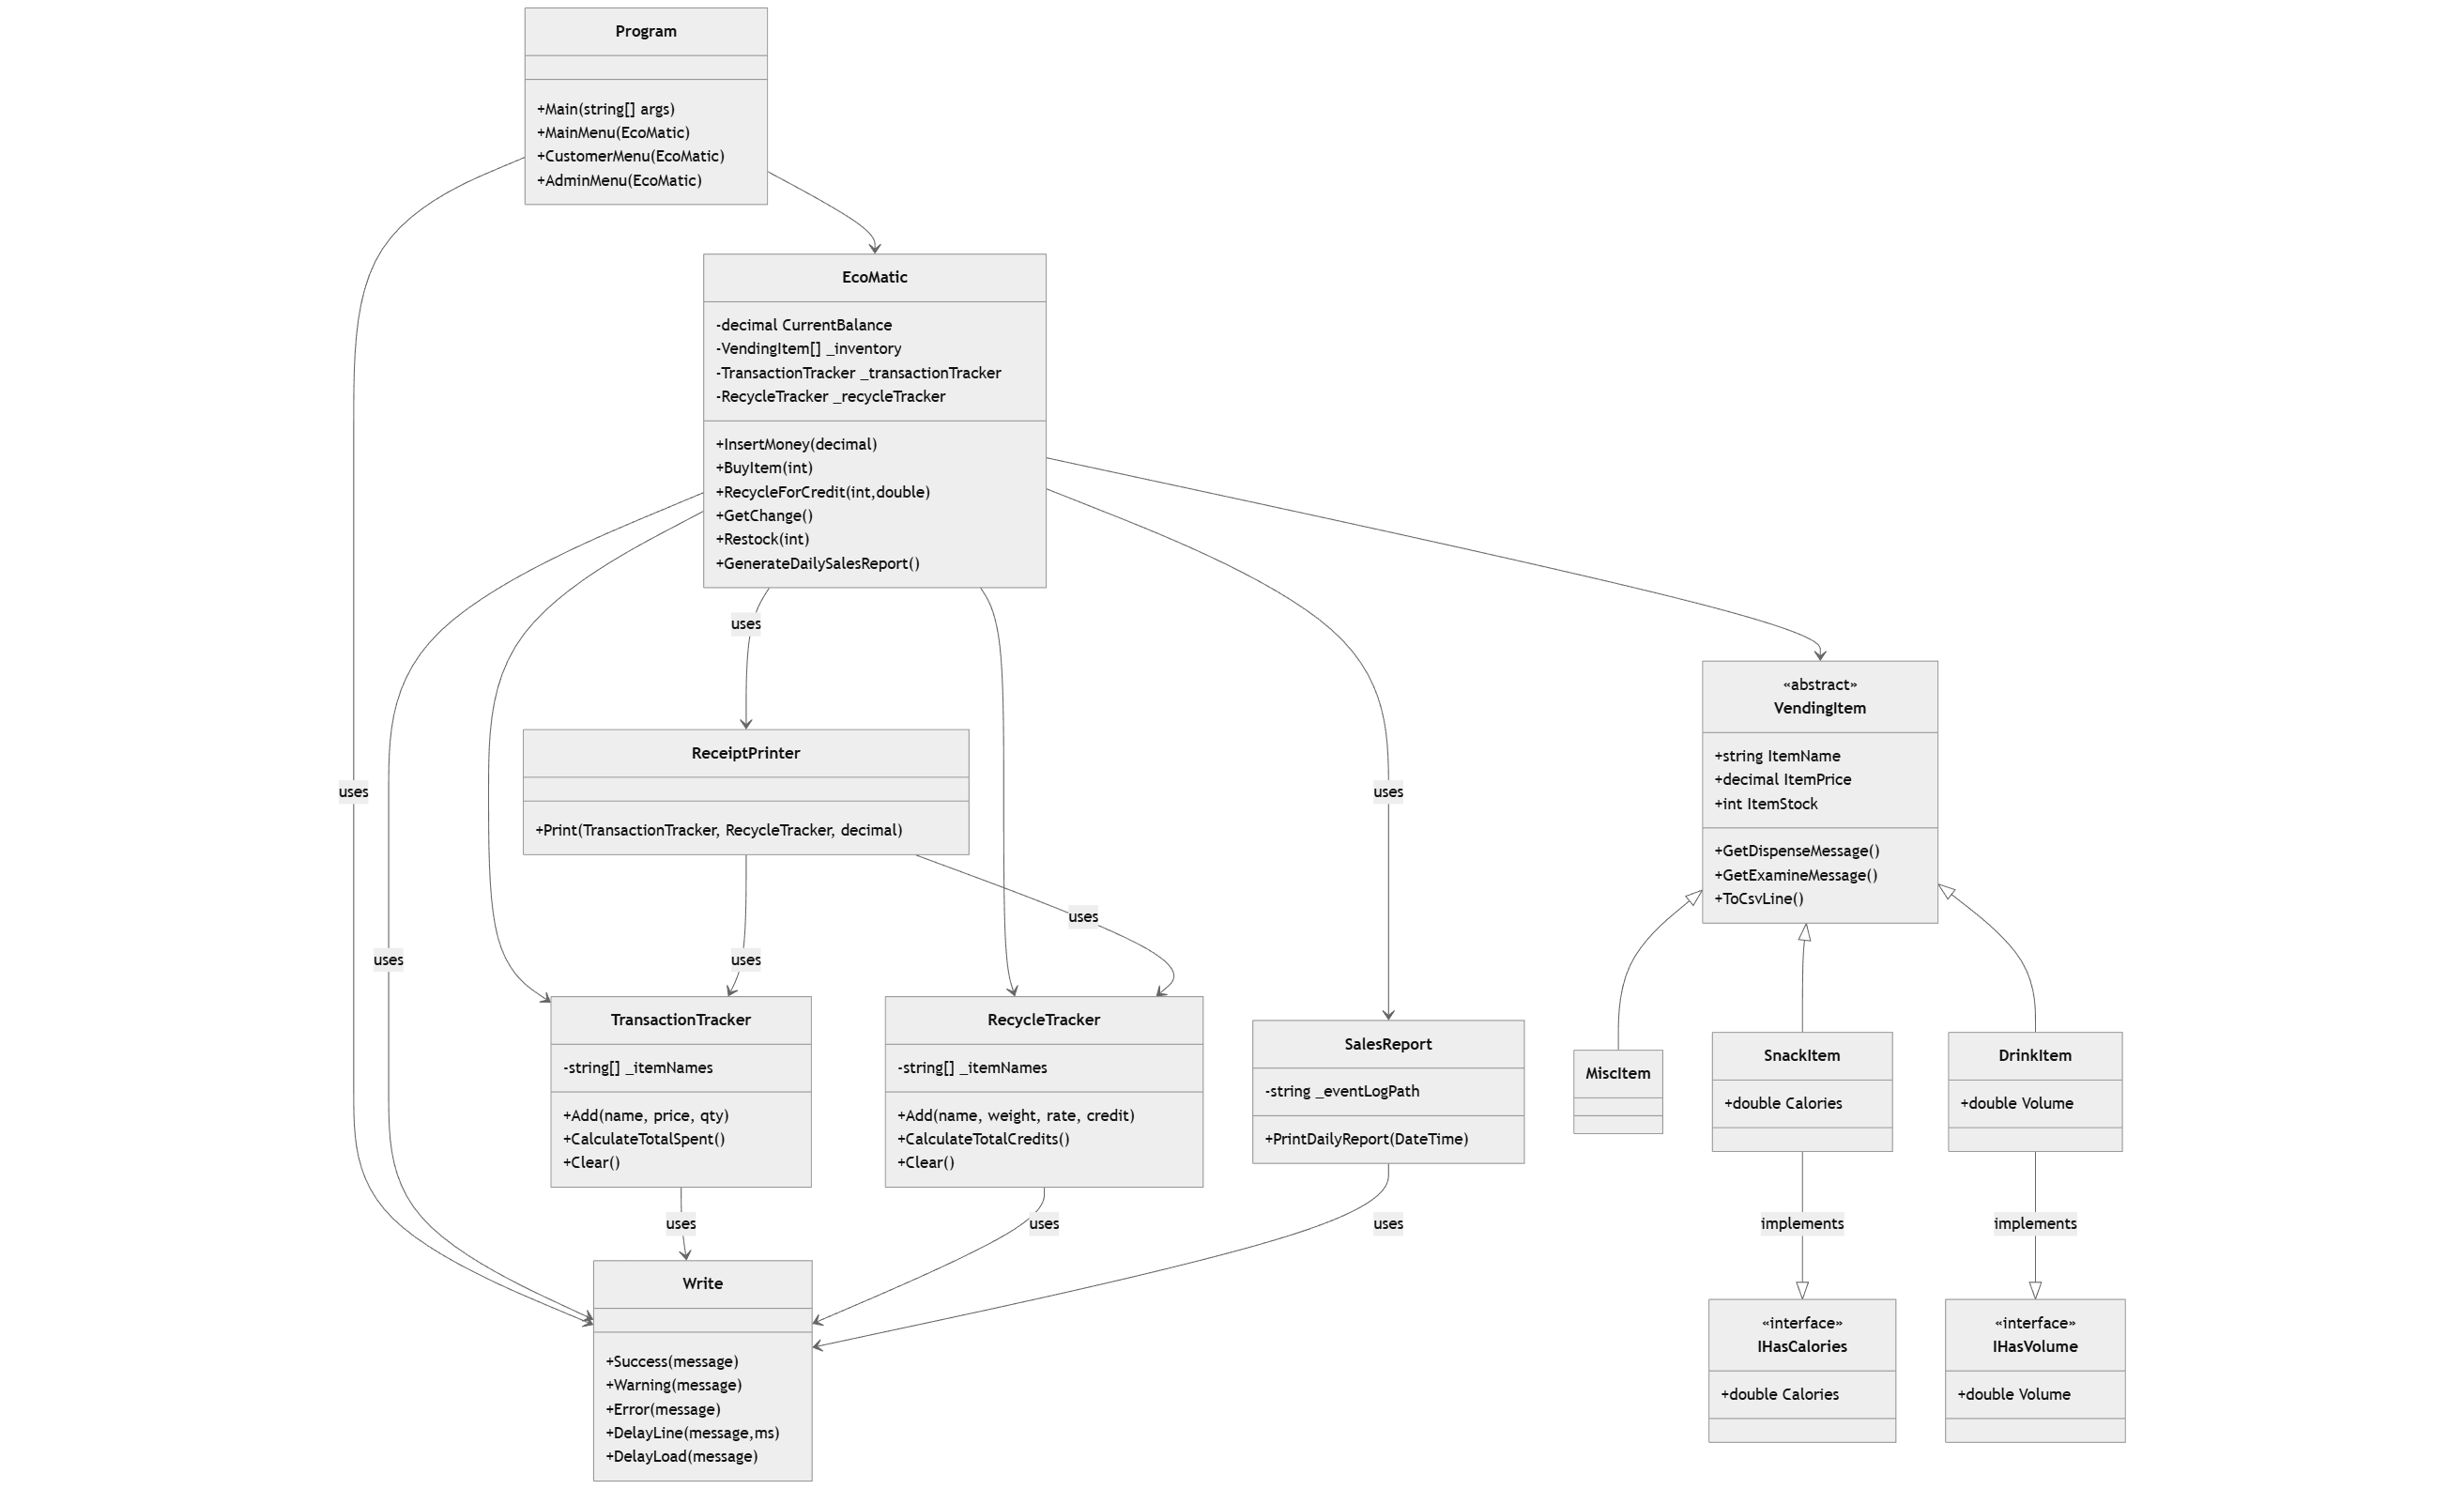 Program
+Main(string[] args)
+MainMenu(EcoMatic)
+CustomerMenu(EcoMatic)
+AdminMenu(EcoMatic)
EcoMatic
-decimal CurrentBalance
-VendingItem[] _inventory
-TransactionTracker _transactionTracker
-RecycleTracker _recycleTracker
+InsertMoney(decimal)
+BuyItem(int)
+RecycleForCredit(int,double)
+GetChange()
+Restock(int)
+GenerateDailySalesReport()
uses
ReceiptPrinter
+Print(TransactionTracker, RecycleTracker, decimal)
uses
uses
«abstract»
VendingItem
+string ItemName
+decimal ItemPrice
+int ItemStock
+GetDispenseMessage()
+GetExamineMessage()
+ToCsvLine()
uses
uses
uses
TransactionTracker
-string[] _itemNames
+Add(name, price, qty)
+CalculateTotalSpent()
+Clear()
RecycleTracker
-string[] _itemNames
+Add(name, weight, rate, credit)
+CalculateTotalCredits()
+Clear()
SalesReport
-string _eventLogPath
+PrintDailyReport(DateTime)
MiscItem
SnackItem
+double Calories
DrinkItem
+double Volume
uses
uses
uses
implements
implements
Write
+Success(message)
+Warning(message)
+Error(message)
+DelayLine(message,ms)
+DelayLoad(message)
«interface»
IHasCalories
+double Calories
«interface»
IHasVolume
+double Volume